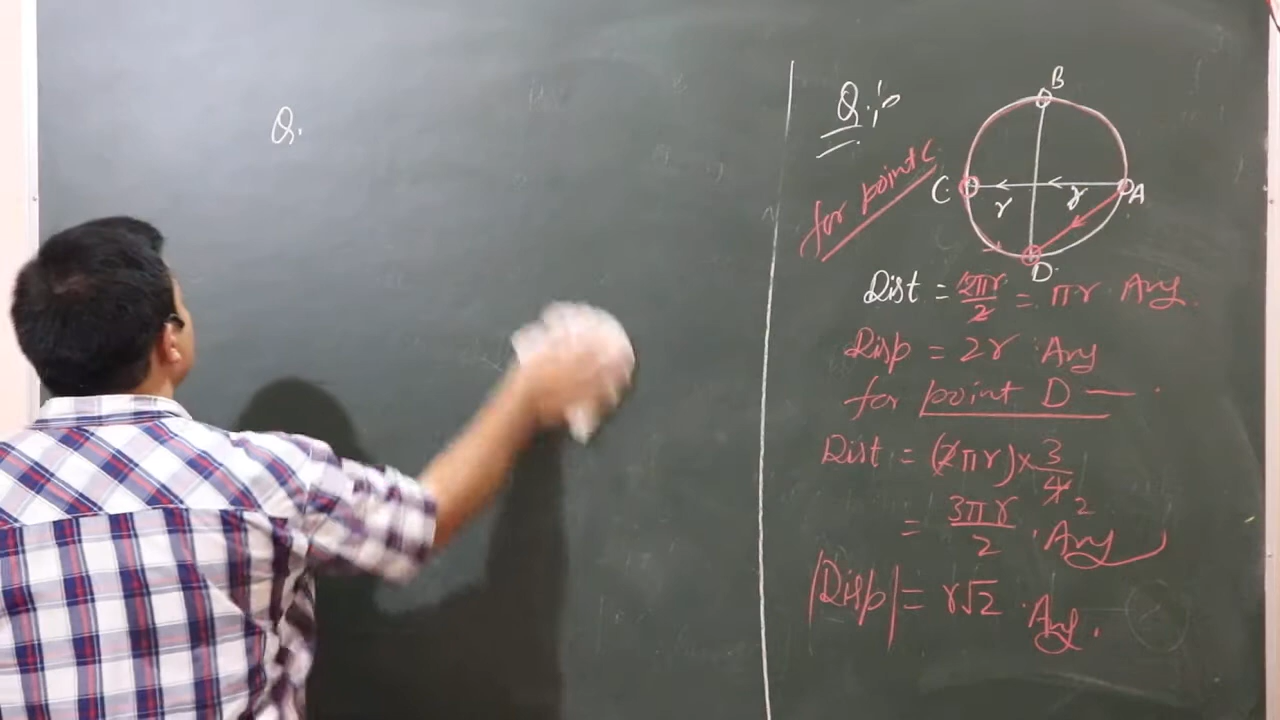 Q.
Q:-
B
for point C
C
r
r
A
D
Dist = 2πr/2 = πr Ans.
Disp = 2r Ans
for point D —
Dist = (2πr) × 3/4 2
= 3πr/2 . Ans
|Disp| = r√2 . Ans.